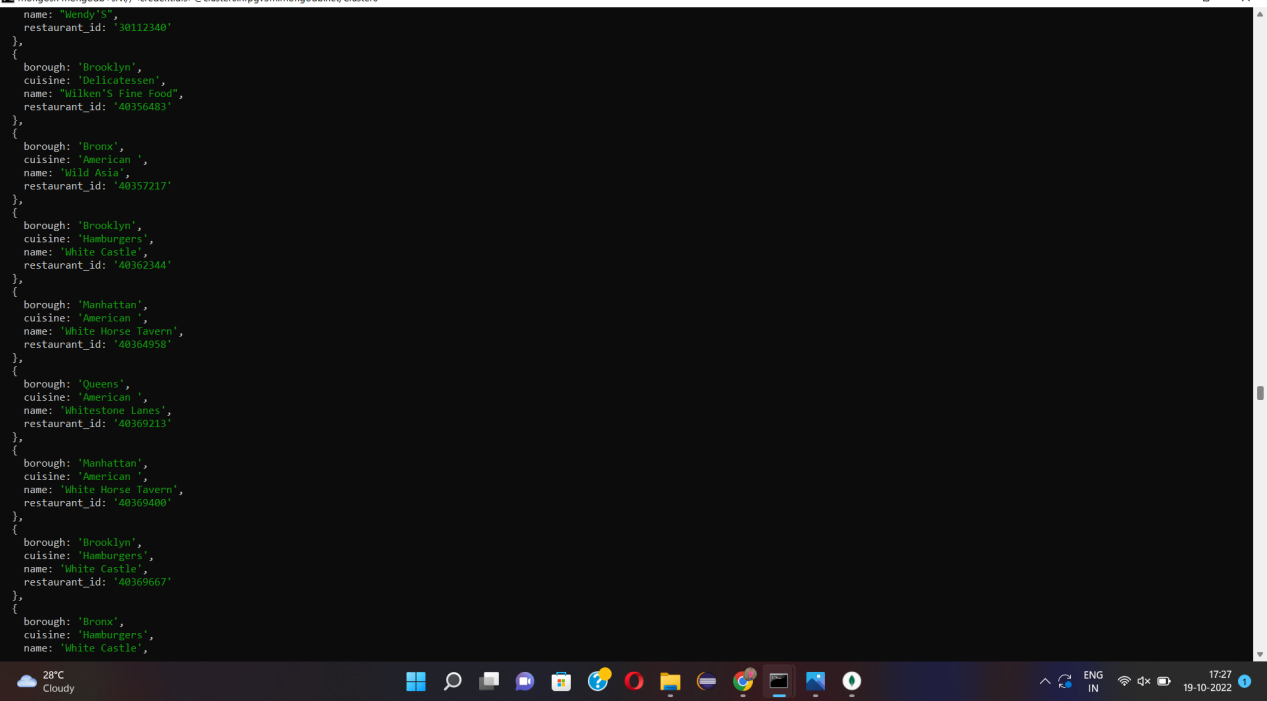 name: "Wendy'S",
restaurant_id: '30112340'
},
{
borough: 'Brooklyn',
cuisine: 'Delicatessen',
name: "Wilken'S Fine Food",
restaurant_id: '40356483'
},
{
borough: 'Bronx',
cuisine: 'American ',
name: 'Wild Asia',
restaurant_id: '40357217'
},
{
borough: 'Brooklyn',
cuisine: 'Hamburgers',
name: 'White Castle',
restaurant_id: '40362344'
},
{
borough: 'Manhattan',
cuisine: 'American ',
name: 'White Horse Tavern',
restaurant_id: '40364958'
},
{
borough: 'Queens',
cuisine: 'American ',
name: 'Whitestone Lanes',
restaurant_id: '40369213'
},
{
borough: 'Manhattan',
cuisine: 'American ',
name: 'White Horse Tavern',
restaurant_id: '40369400'
},
{
borough: 'Brooklyn',
cuisine: 'Hamburgers',
name: 'White Castle',
restaurant_id: '40369667'
},
{
borough: 'Bronx',
cuisine: 'Hamburgers',
name: 'White Castle',
28°C
Cloudy
ENG
IN
17:27
19-10-2022
1